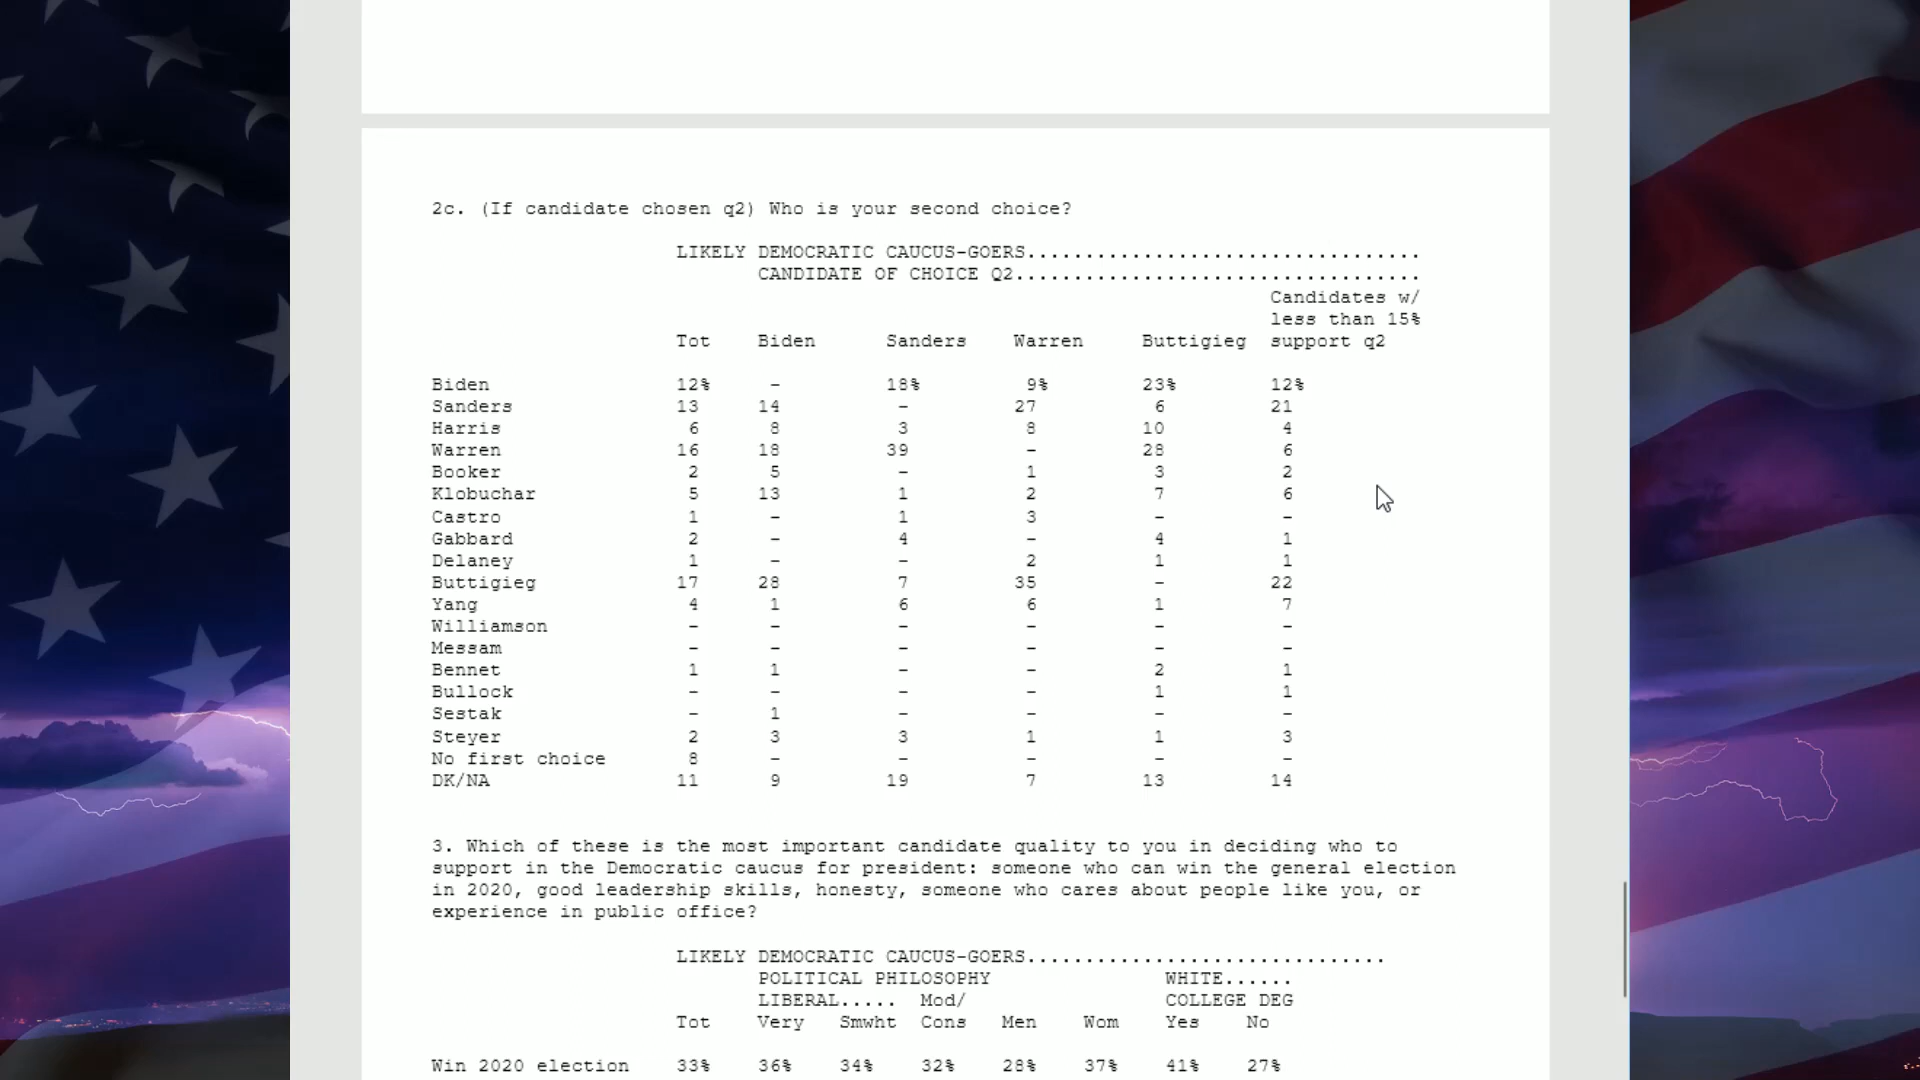 2c. (If candidate chosen q2) Who is your second choice?
LIKELY DEMOCRATIC CAUCUS-GOERS..................................
CANDIDATE OF CHOICE Q2...................................
Candidates w/
less than 15%
Tot Biden Sanders Warren Buttigieg support q2
Biden 12% - 18% 9% 23% 12%
Sanders 13 14 - 27 6 21
Harris 6 8 3 8 10 4
Warren 16 18 39 - 28 6
Booker 2 5 - 1 3 2
Klobuchar 5 13 1 2 7 6
Castro 1 - 1 3 - -
Gabbard 2 - 4 - 4 1
Delaney 1 - - 2 1 1
Buttigieg 17 28 7 35 - 22
Yang 4 1 6 6 1 7
Williamson - - - - - -
Messam - - - - - -
Bennet 1 1 - - 2 1
Bullock - - - - 1 1
Sestak - 1 - - - -
Steyer 2 3 3 1 1 3
No first choice 8 - - - - -
DK/NA 11 9 19 7 13 14
3. Which of these is the most important candidate quality to you in deciding who to
support in the Democratic caucus for president: someone who can win the general election
in 2020, good leadership skills, honesty, someone who cares about people like you, or
experience in public office?
LIKELY DEMOCRATIC CAUCUS-GOERS...............................
POLITICAL PHILOSOPHY WHITE......
LIBERAL..... Mod/ COLLEGE DEG
Tot Very Smwht Cons Men Wom Yes No
Win 2020 election 33% 36% 34% 32% 28% 37% 41% 27%